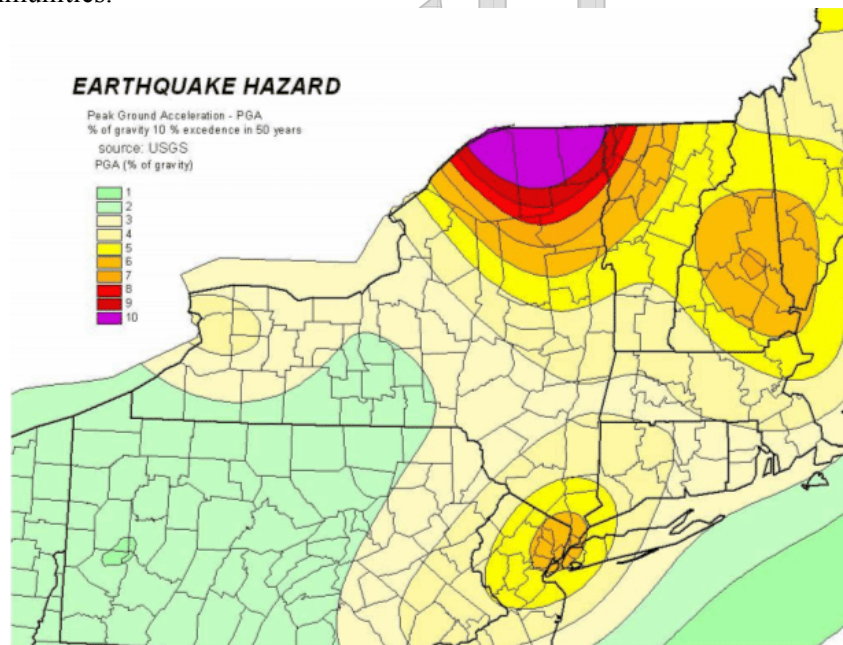 EARTHQUAKE HAZARD
Peak Ground Acceleration - PGA
% of gravity 10 % excedence in 50 years
source: USGS
PGA (% of gravity)
1
2
3
4
5
6
7
8
9
10